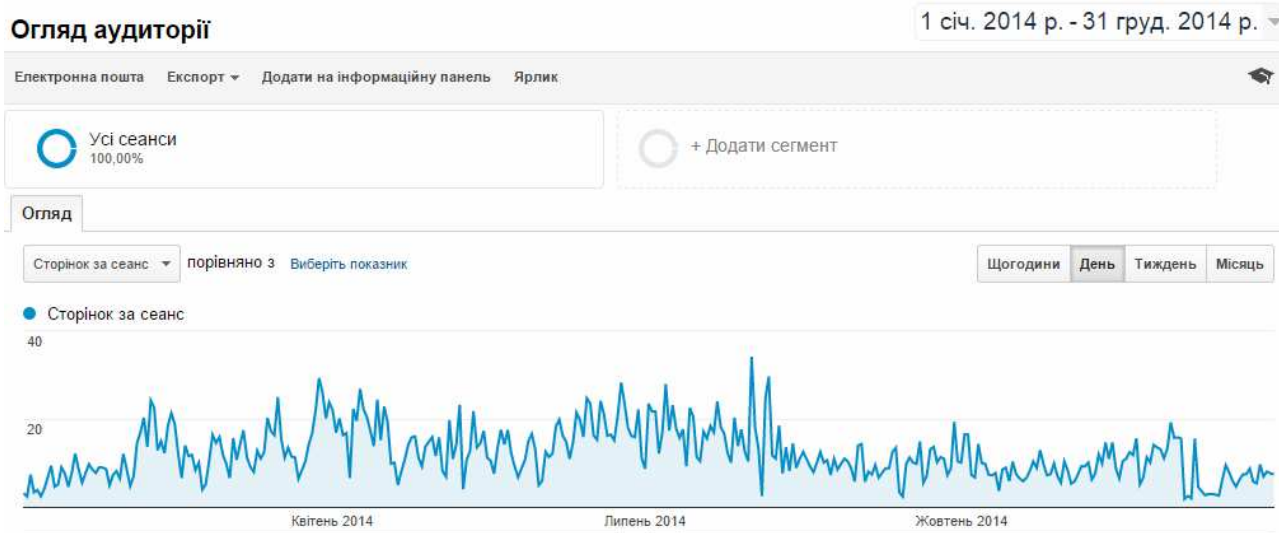 Огляд аудиторії
1 січ. 2014 р. - 31 груд. 2014 р.
Електронна пошта Експорт Додати на інформаційну панель Ярлик
Усі сеанси
100,00%
+ Додати сегмент
Огляд
Сторінок за сеанс порівняно з Виберіть показник
Щогодини День Тиждень Місяць
Сторінок за сеанс
40
20
Квітень 2014 Липень 2014 Жовтень 2014